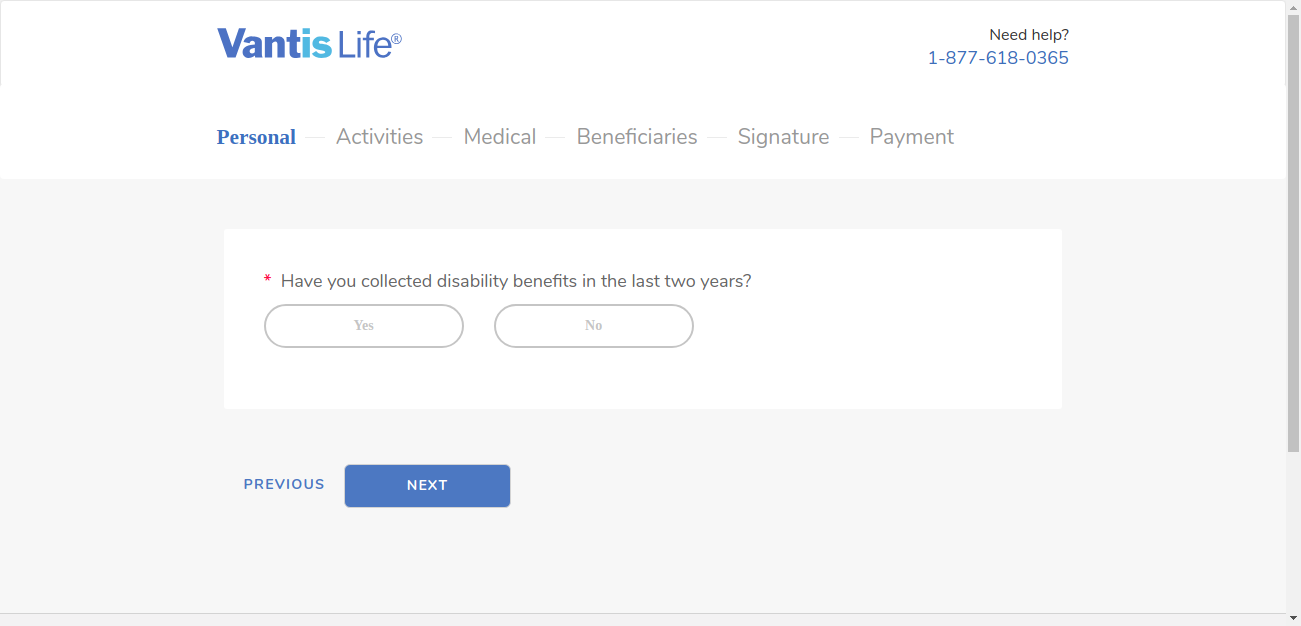 Vantis Life®
Need help?
1-877-618-0365
Personal Activities Medical Beneficiaries Signature Payment
* Have you collected disability benefits in the last two years?
Yes No
PREVIOUS NEXT